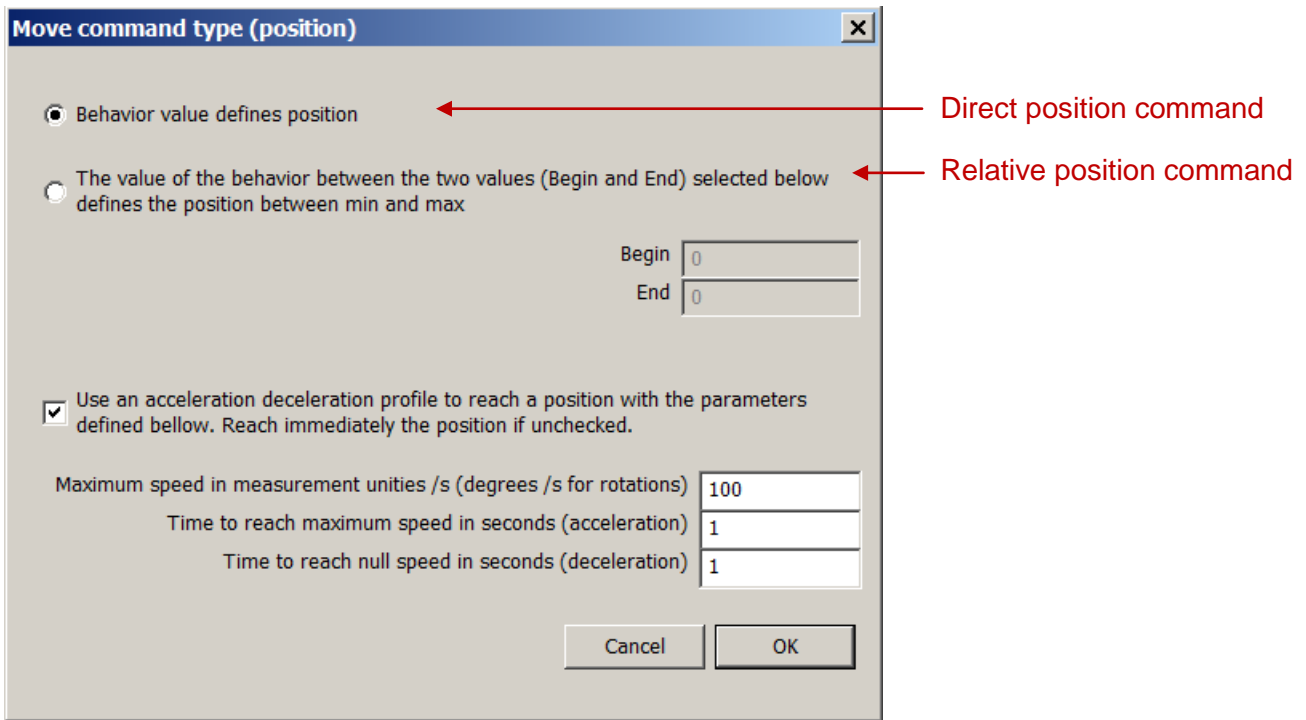 Move command type (position)
Behavior value defines position
Direct position command
The value of the behavior between the two values (Begin and End) selected below
defines the position between min and max
Relative position command
Begin 0
End 0
Use an acceleration deceleration profile to reach a position with the parameters
defined bellow. Reach immediately the position if unchecked.
Maximum speed in measurement unities /s (degrees /s for rotations) 100
Time to reach maximum speed in seconds (acceleration) 1
Time to reach null speed in seconds (deceleration) 1
Cancel OK